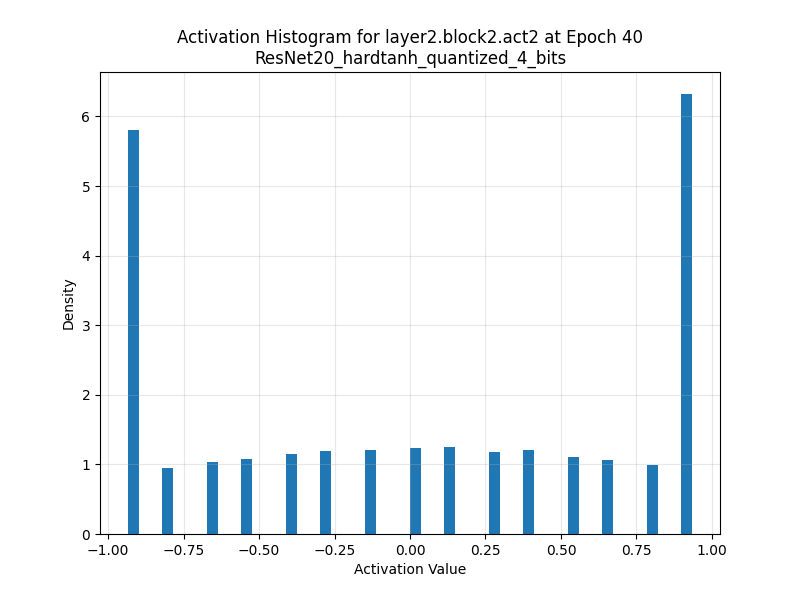 Activation Histogram for layer2.block2.act2 at Epoch 40
ResNet20_hardtanh_quantized_4_bits
6
5
4
3
2
1
0
Density
−1.00 −0.75 −0.50 −0.25 0.00 0.25 0.50 0.75 1.00
Activation Value